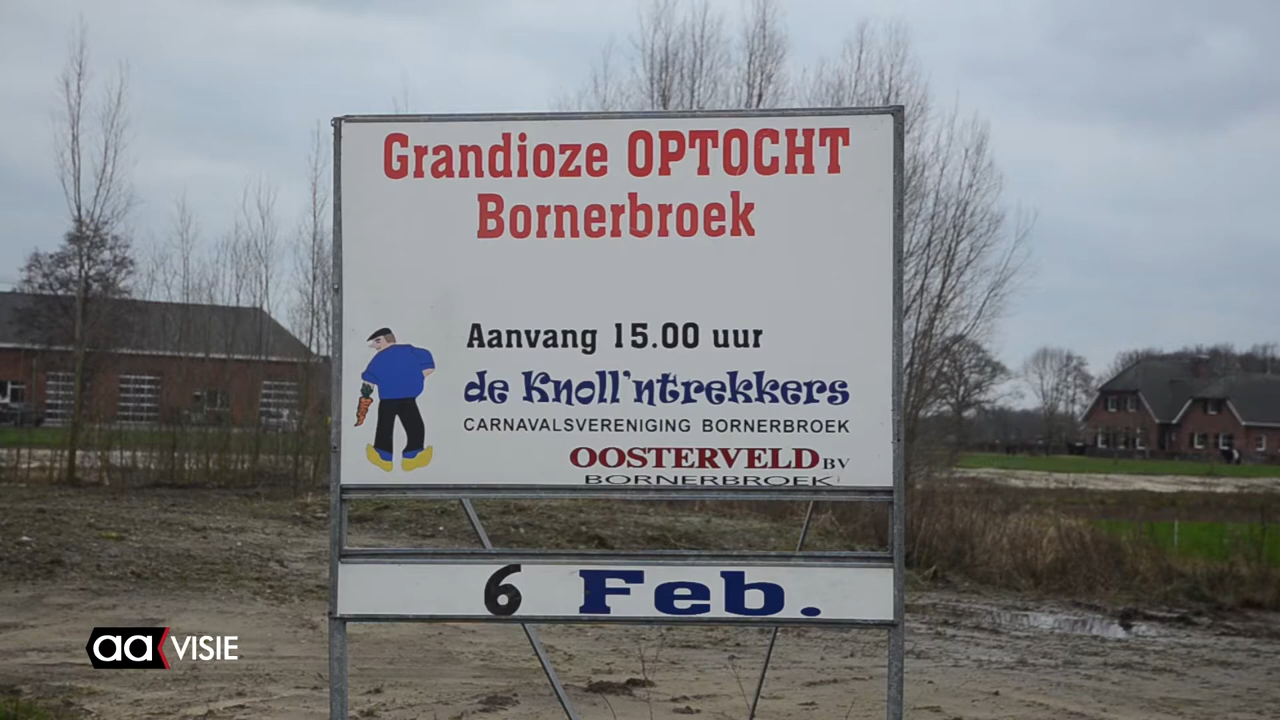 Grandioze OPTOCHT
Bornerbroek
Aanvang 15.00 uur
de Knoll'ntrekkers
CARNAVALSVERENIGING BORNERBROEK
OOSTERVELD BV
BORNERBROEK
6 Feb.
aa VISIE